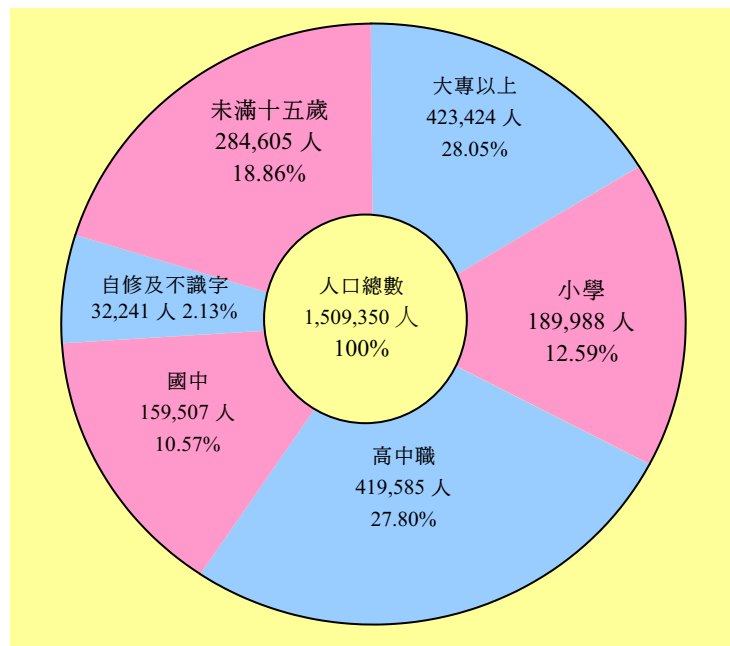 大專以上
423,424 人
28.05%
未滿十五歲
284,605 人
18.86%
自修及不識字
32,241 人 2.13%
人口總數
1,509,350 人
100%
小學
189,988 人
12.59%
國中
159,507 人
10.57%
高中職
419,585 人
27.80%